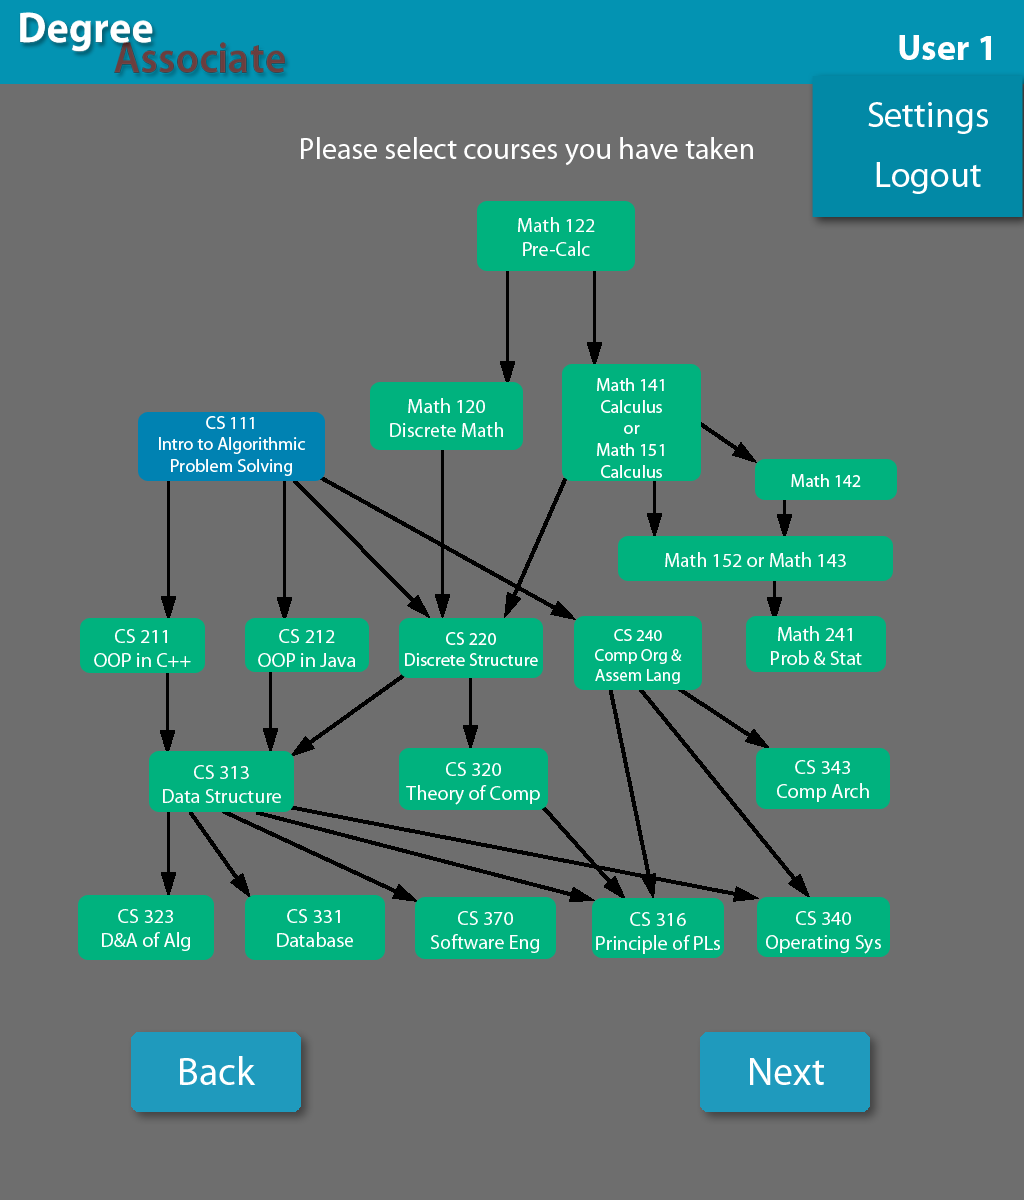 Degree
Associate
User 1
Settings
Logout
Please select courses you have taken
Math 122
Pre-Calc
Math 120
Discrete Math
Math 141
Calculus
or
Math 151
Calculus
CS 111
Intro to Algorithmic
Problem Solving
Math 142
Math 152 or Math 143
CS 211
OOP in C++
CS 212
OOP in Java
CS 220
Discrete Structure
CS 240
Comp Org &
Assem Lang
Math 241
Prob & Stat
CS 313
Data Structure
CS 320
Theory of Comp
CS 343
Comp Arch
CS 323
D&A of Alg
CS 331
Database
CS 370
Software Eng
CS 316
Principle of PLs
CS 340
Operating Sys
Back
Next